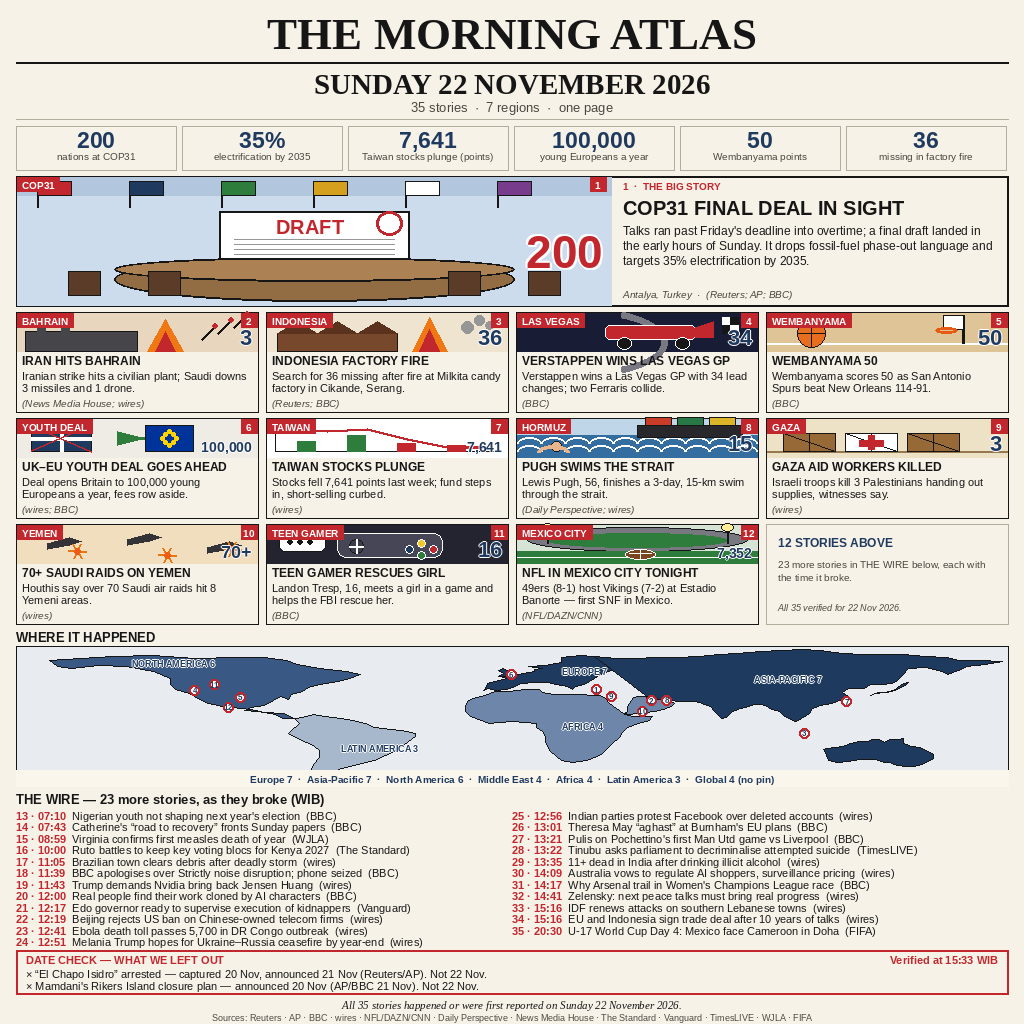 THE MORNING ATLAS
SUNDAY 22 NOVEMBER 2026
35 stories · 7 regions · one page
200
nations at COP31
35%
electrification by 2035
7,641
Taiwan stocks plunge (points)
100,000
young Europeans a year
50
Wembanyama points
36
missing in factory fire
COP31
1
DRAFT
200
1 · THE BIG STORY
COP31 FINAL DEAL IN SIGHT
Talks ran past Friday's deadline into overtime; a final draft landed in
the early hours of Sunday. It drops fossil-fuel phase-out language and
targets 35% electrification by 2035.
Antalya, Turkey · (Reuters; AP; BBC)
BAHRAIN
2
3
IRAN HITS BAHRAIN
Iranian strike hits a civilian plant; Saudi downs
3 missiles and 1 drone.
(News Media House; wires)
INDONESIA
3
36
INDONESIA FACTORY FIRE
Search for 36 missing after fire at Milkita candy
factory in Cikande, Serang.
(Reuters; BBC)
LAS VEGAS
4
34
VERSTAPPEN WINS LAS VEGAS GP
Verstappen wins a Las Vegas GP with 34 lead
changes; two Ferraris collide.
(BBC)
WEMBANYAMA
5
50
WEMBANYAMA 50
Wembanyama scores 50 as San Antonio
Spurs beat New Orleans 114-91.
(BBC)
YOUTH DEAL
6
100,000
UK–EU YOUTH DEAL GOES AHEAD
Deal opens Britain to 100,000 young
Europeans a year, fees row aside.
(wires; BBC)
TAIWAN
7
7,641
TAIWAN STOCKS PLUNGE
Stocks fell 7,641 points last week; fund steps
in, short-selling curbed.
(wires)
HORMUZ
8
15
PUGH SWIMS THE STRAIT
Lewis Pugh, 56, finishes a 3-day, 15-km swim
through the strait.
(Daily Perspective; wires)
GAZA
9
3
GAZA AID WORKERS KILLED
Israeli troops kill 3 Palestinians handing out
supplies, witnesses say.
(wires)
YEMEN
10
70+
70+ SAUDI RAIDS ON YEMEN
Houthis say over 70 Saudi air raids hit 8
Yemeni areas.
(wires)
TEEN GAMER
11
16
TEEN GAMER RESCUES GIRL
Landon Tresp, 16, meets a girl in a game and
helps the FBI rescue her.
(BBC)
MEXICO CITY
12
7,352
NFL IN MEXICO CITY TONIGHT
49ers (8-1) host Vikings (7-2) at Estadio
Banorte — first SNF in Mexico.
(NFL/DAZN/CNN)
12 STORIES ABOVE
23 more stories in THE WIRE below, each with
the time it broke.
All 35 verified for 22 Nov 2026.
WHERE IT HAPPENED
NORTH AMERICA 6
EUROPE 7
ASIA-PACIFIC 7
AFRICA 4
LATIN AMERICA 3
4
11
5
12
6
1
9
2
8
10
7
3
Europe 7 · Asia-Pacific 7 · North America 6 · Middle East 4 · Africa 4 · Latin America 3 · Global 4 (no pin)
THE WIRE — 23 more stories, as they broke (WIB)
13 · 07:10 Nigerian youth not shaping next year's election (BBC)
14 · 07:43 Catherine's “road to recovery” fronts Sunday papers (BBC)
15 · 08:59 Virginia confirms first measles death of year (WJLA)
16 · 10:00 Ruto battles to keep key voting blocs for Kenya 2027 (The Standard)
17 · 11:05 Brazilian town clears debris after deadly storm (wires)
18 · 11:39 BBC apologises over Strictly noise disruption; phone seized (BBC)
19 · 11:43 Trump demands Nvidia bring back Jensen Huang (wires)
20 · 12:00 Real people find their work cloned by AI characters (BBC)
21 · 12:17 Edo governor ready to supervise execution of kidnappers (Vanguard)
22 · 12:19 Beijing rejects US ban on Chinese-owned telecom firms (wires)
23 · 12:41 Ebola death toll passes 5,700 in DR Congo outbreak (wires)
24 · 12:51 Melania Trump hopes for Ukraine–Russia ceasefire by year-end (wires)
25 · 12:56 Indian parties protest Facebook over deleted accounts (wires)
26 · 13:01 Theresa May “aghast” at Burnham's EU plans (BBC)
27 · 13:21 Pulis on Pochettino's first Man Utd game vs Liverpool (BBC)
28 · 13:22 Tinubu asks parliament to decriminalise attempted suicide (TimesLIVE)
29 · 13:35 11+ dead in India after drinking illicit alcohol (wires)
30 · 14:09 Australia vows to regulate AI shoppers, surveillance pricing (wires)
31 · 14:17 Why Arsenal trail in Women's Champions League race (BBC)
32 · 14:41 Zelensky: next peace talks must bring real progress (wires)
33 · 15:16 IDF renews attacks on southern Lebanese towns (wires)
34 · 15:16 EU and Indonesia sign trade deal after 10 years of talks (wires)
35 · 20:30 U-17 World Cup Day 4: Mexico face Cameroon in Doha (FIFA)
DATE CHECK — WHAT WE LEFT OUT
Verified at 15:33 WIB
× “El Chapo Isidro” arrested — captured 20 Nov, announced 21 Nov (Reuters/AP). Not 22 Nov.
× Mamdani's Rikers Island closure plan — announced 20 Nov (AP/BBC 21 Nov). Not 22 Nov.
All 35 stories happened or were first reported on Sunday 22 November 2026.
Sources: Reuters · AP · BBC · wires · NFL/DAZN/CNN · Daily Perspective · News Media House · The Standard · Vanguard · TimesLIVE · WJLA · FIFA